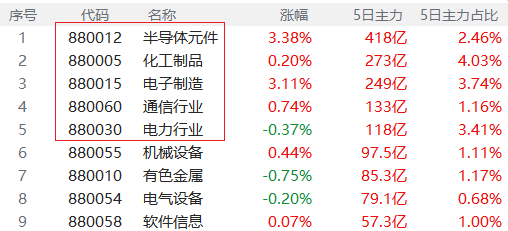 序号 代码 名称 涨幅 5日主力 5日主力占比
1 880012 半导体元件 3.38% 418亿 2.46%
2 880005 化工制品 0.20% 273亿 4.03%
3 880015 电子制造 3.11% 249亿 3.74%
4 880060 通信行业 0.74% 133亿 1.16%
5 880030 电力行业 -0.37% 118亿 3.41%
6 880055 机械设备 0.44% 97.5亿 1.11%
7 880010 有色金属 -0.75% 85.3亿 1.17%
8 880054 电气设备 -0.20% 79.1亿 0.68%
9 880058 软件信息 0.07% 57.3亿 1.00%